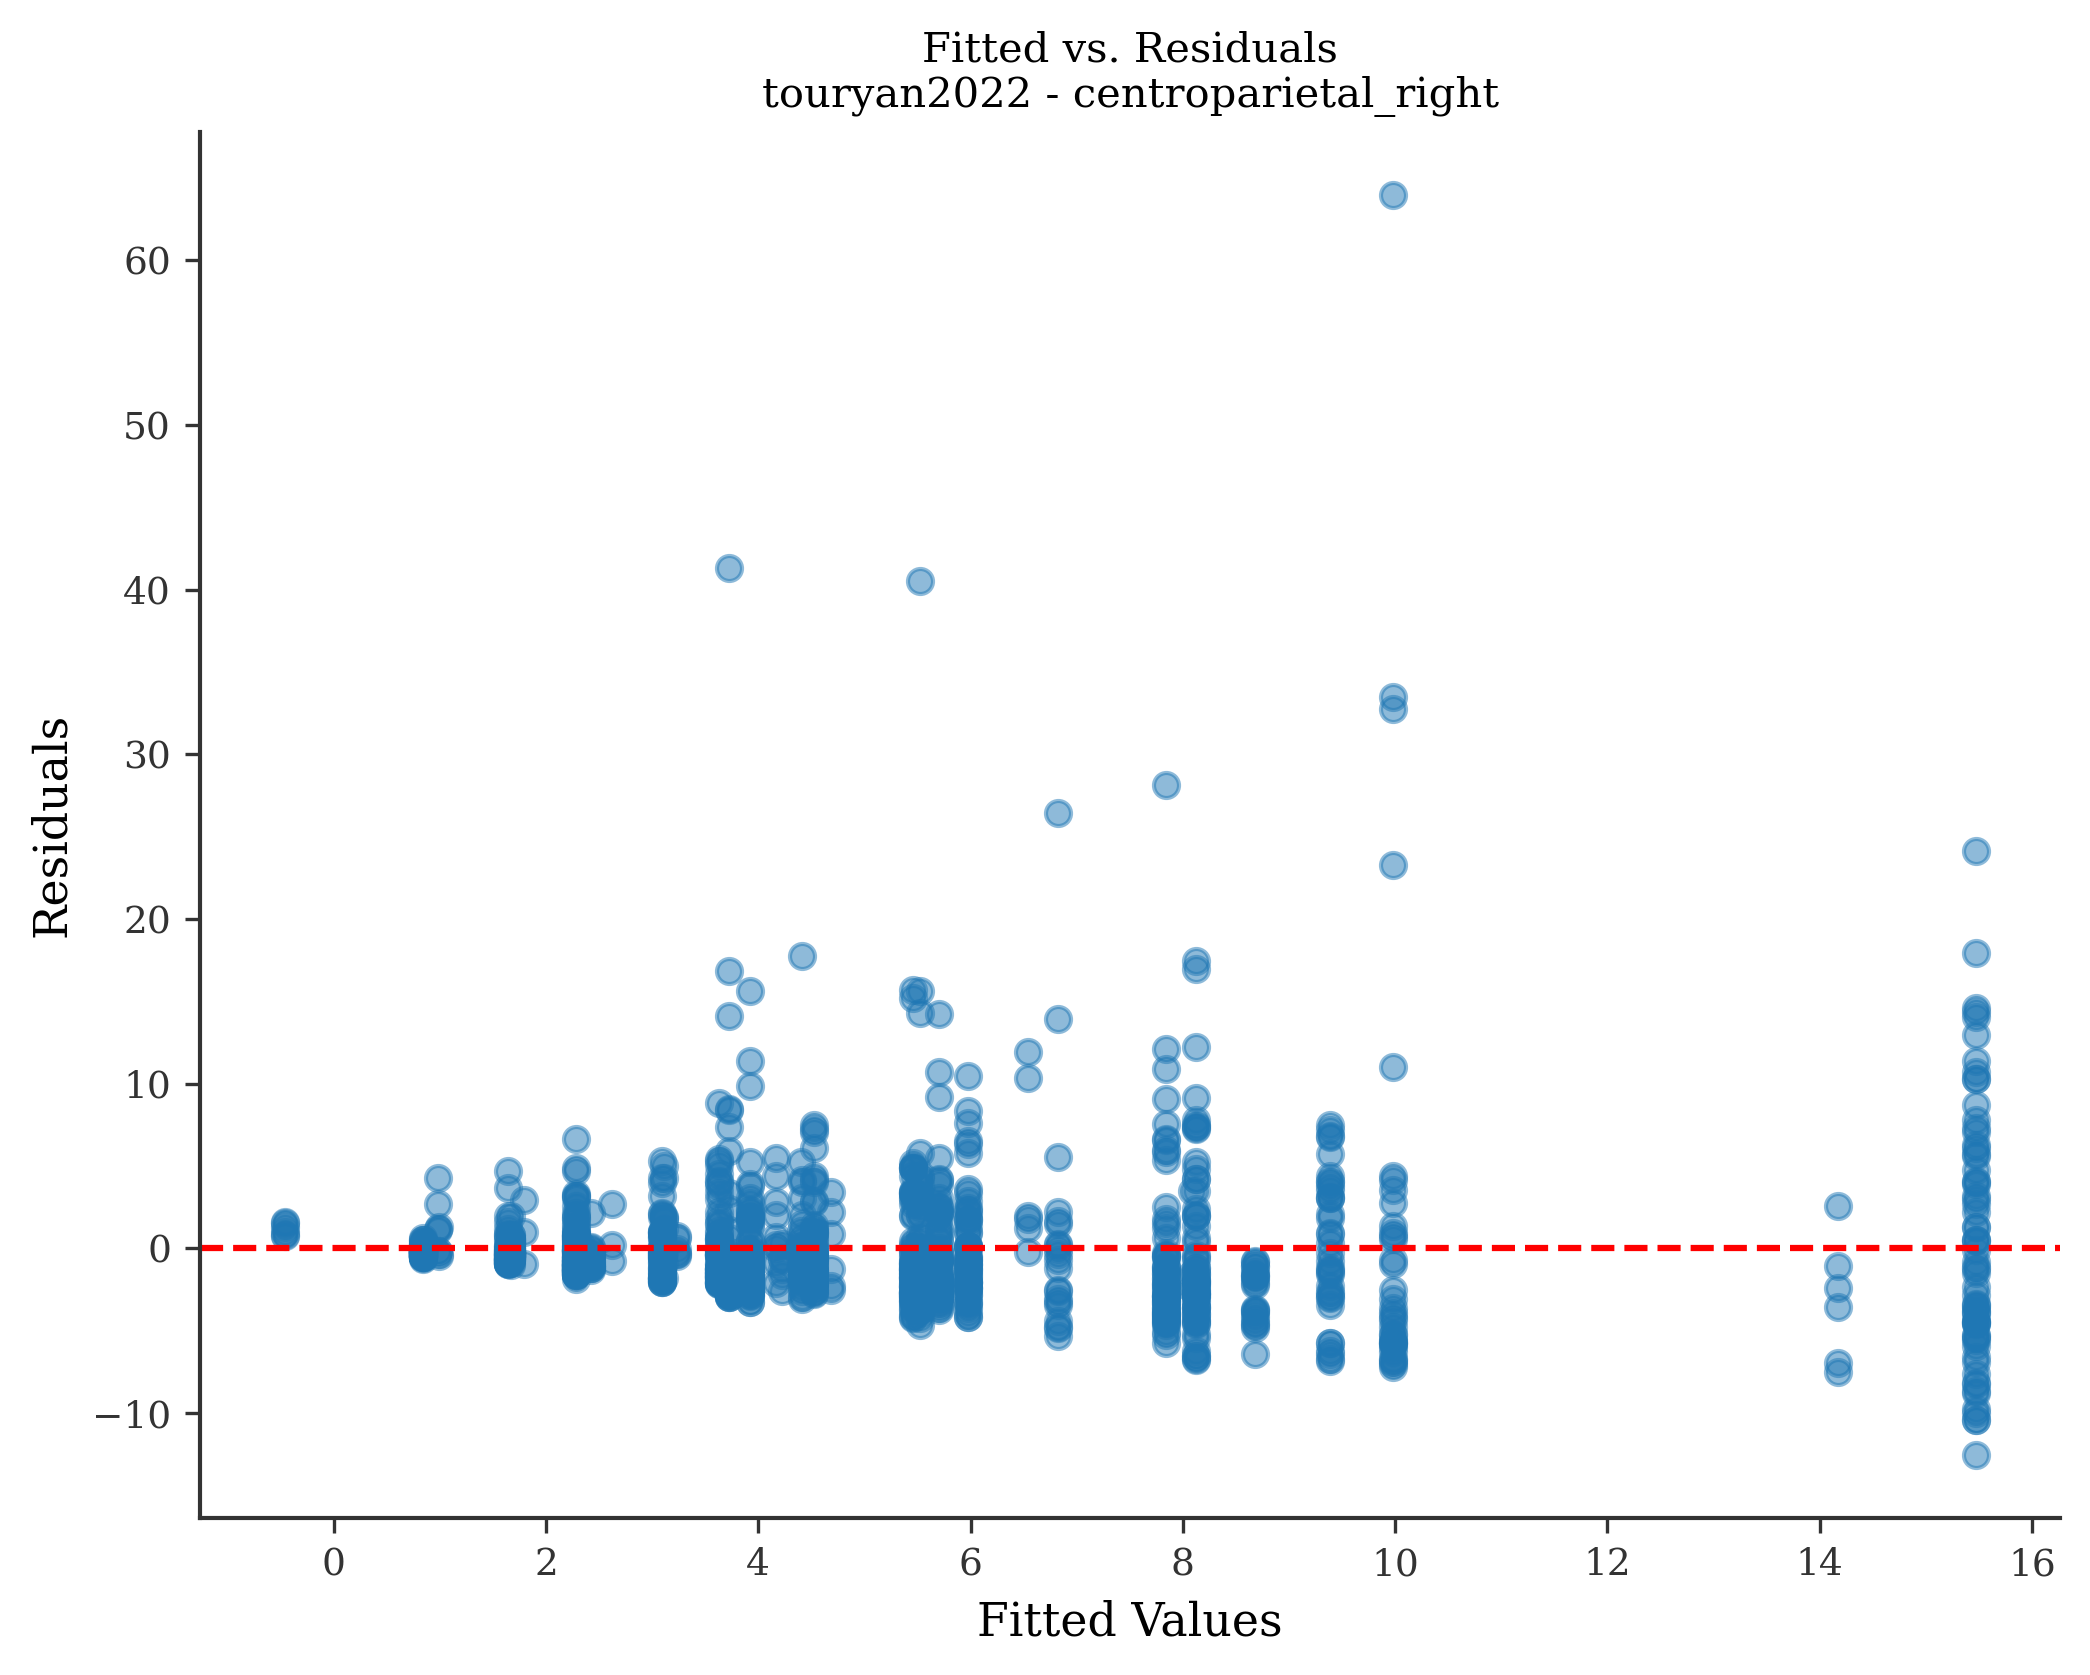 Fitted vs. Residuals
touryan2022 - centroparietal_right
Residuals
60
50
40
30
20
10
0
−10
0 2 4 6 8 10 12 14 16
Fitted Values